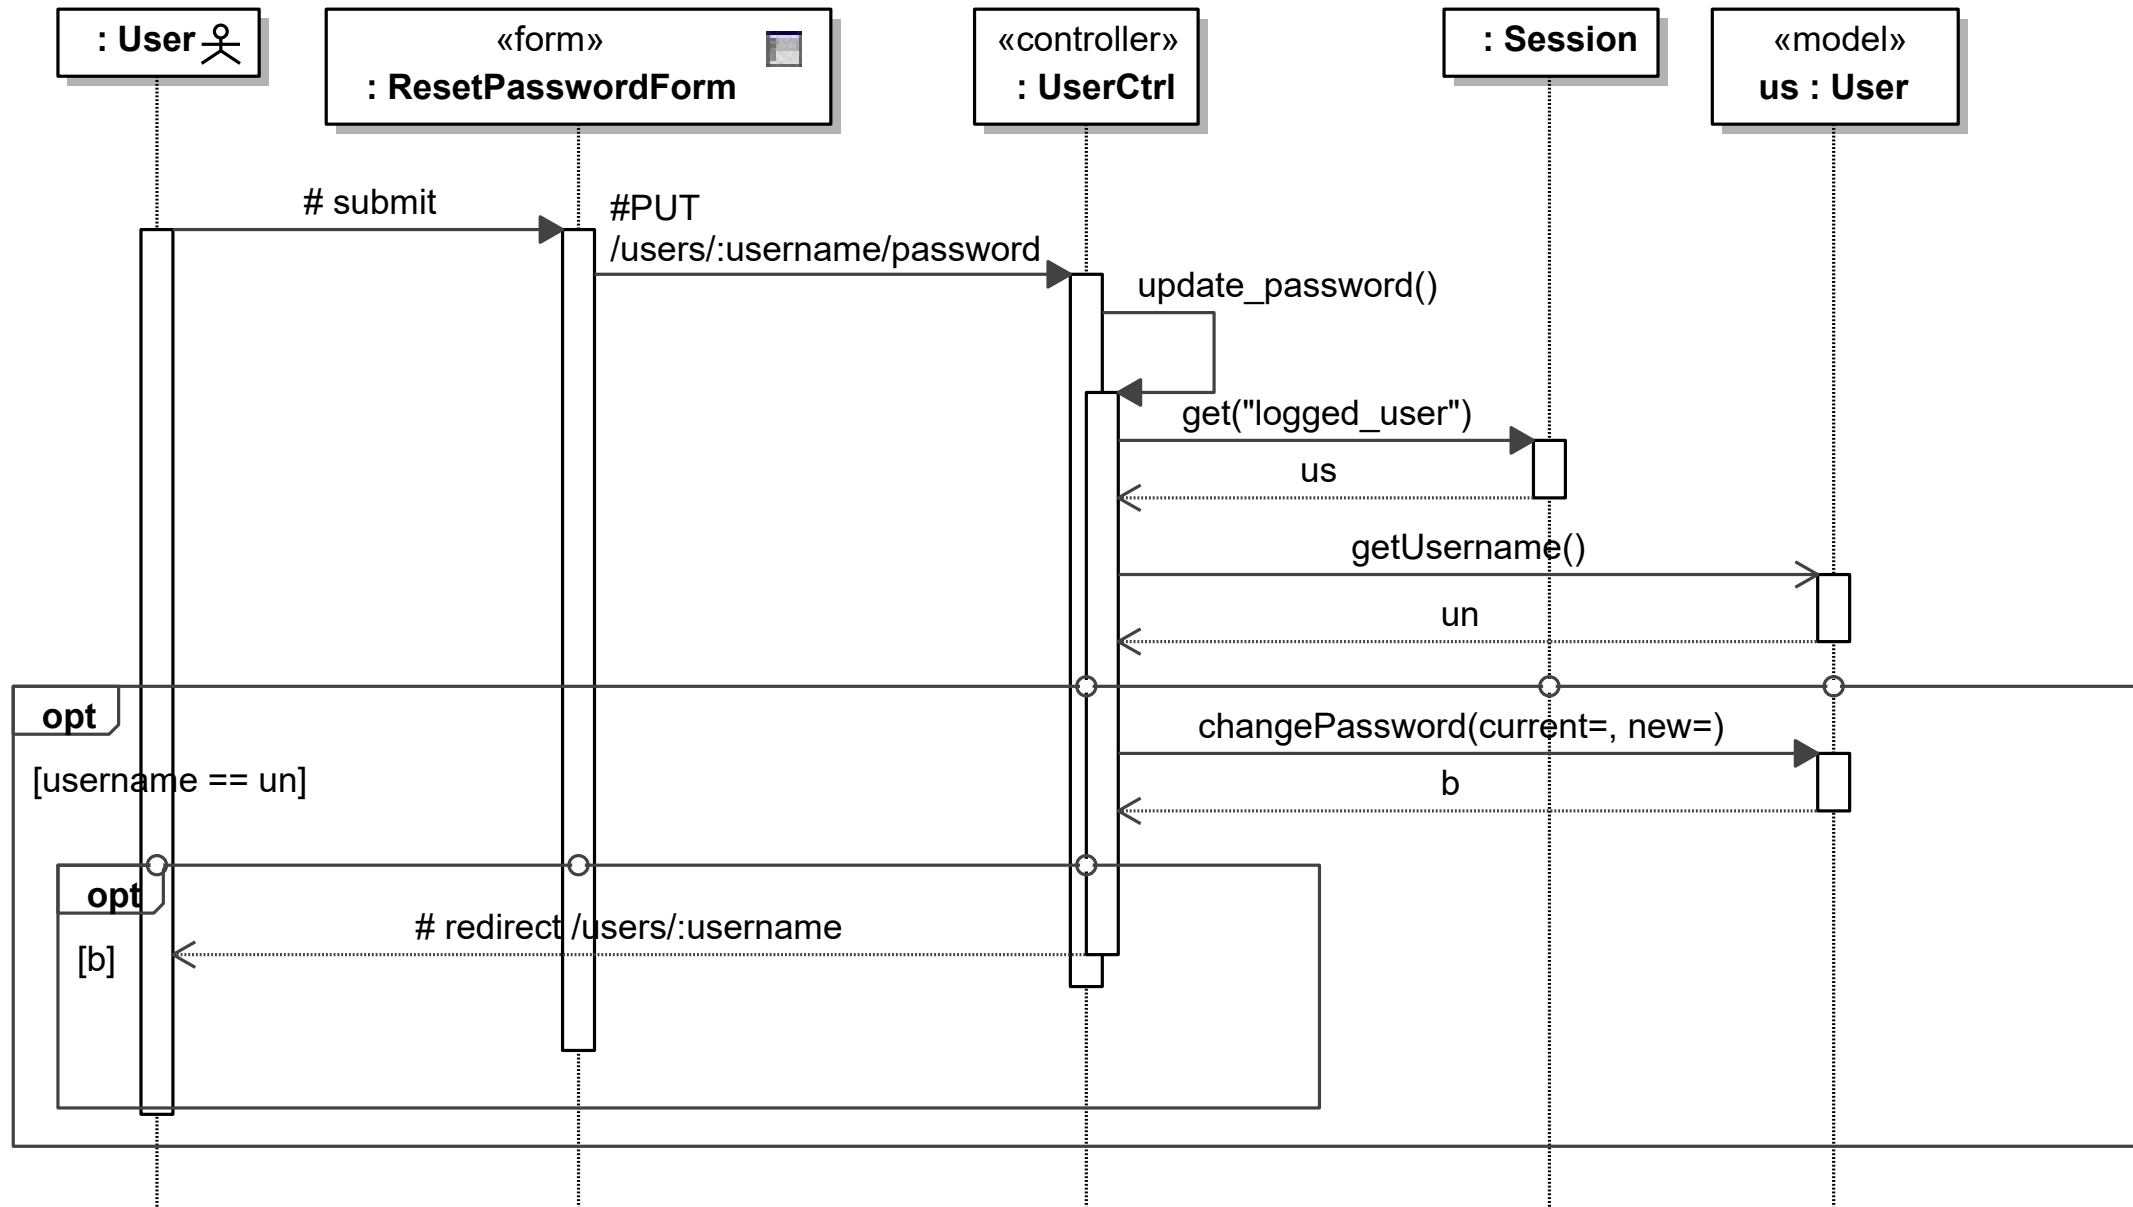 : User
«form»
: ResetPasswordForm
«controller»
: UserCtrl
: Session
«model»
us : User
# submit
#PUT
/users/:username/password
update_password()
get("logged_user")
us
getUsername()
un
opt
changePassword(current=, new=)
[username == un]
b
opt
# redirect /users/:username
[b]